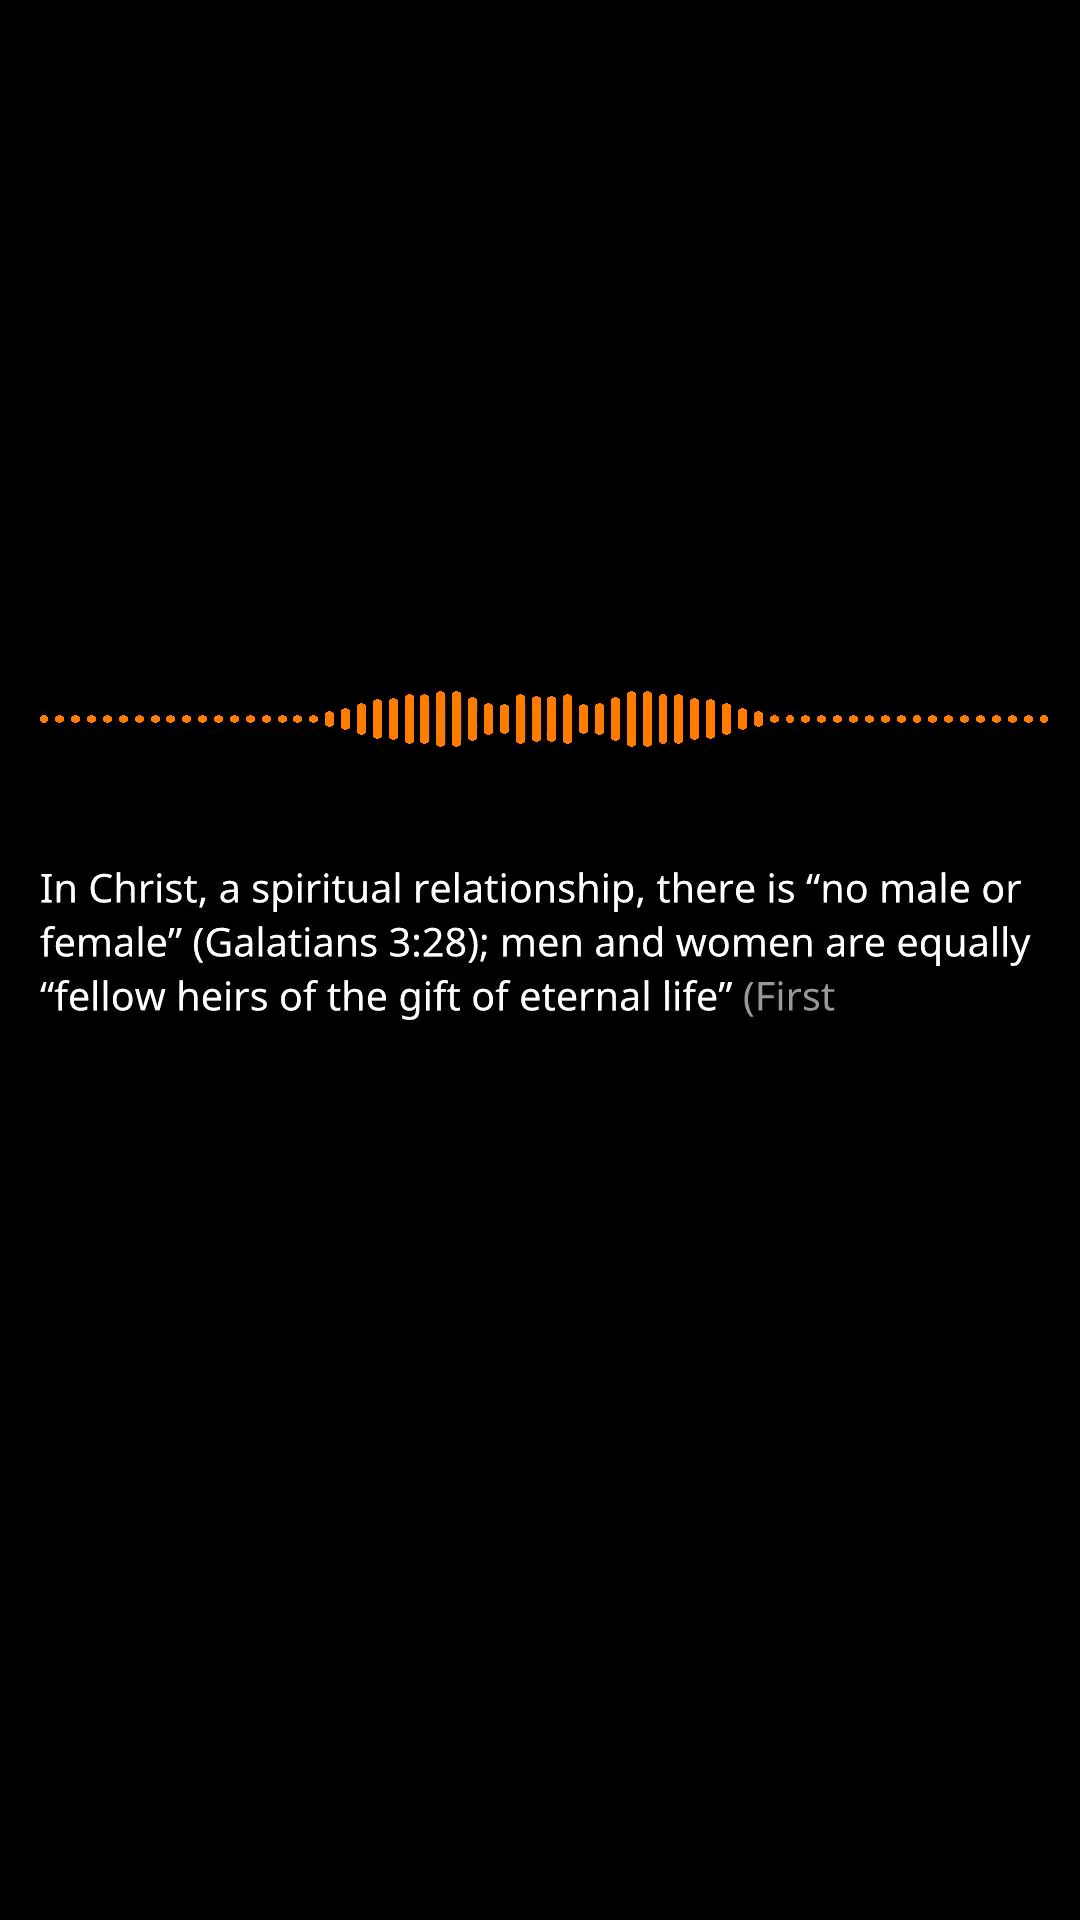 In Christ, a spiritual relationship, there is “no male or
female” (Galatians 3:28); men and women are equally
“fellow heirs of the gift of eternal life” (First